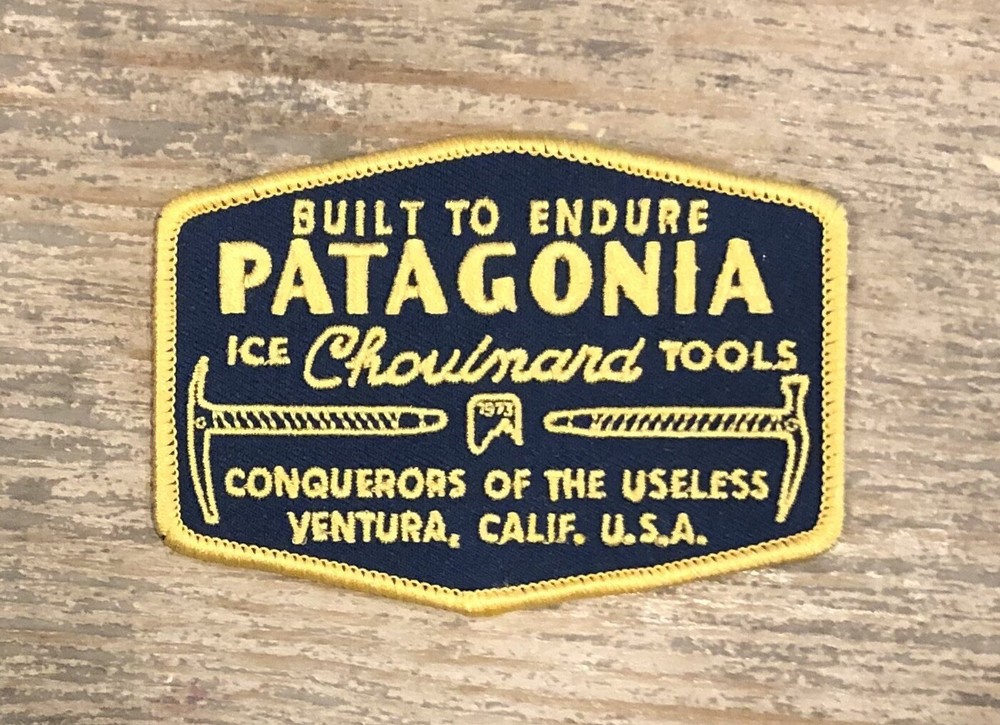 BUILT TO ENDURE
PATAGONIA
ICE Chouinard TOOLS
1973
CONQUERORS OF THE USELESS
VENTURA, CALIF. U.S.A.